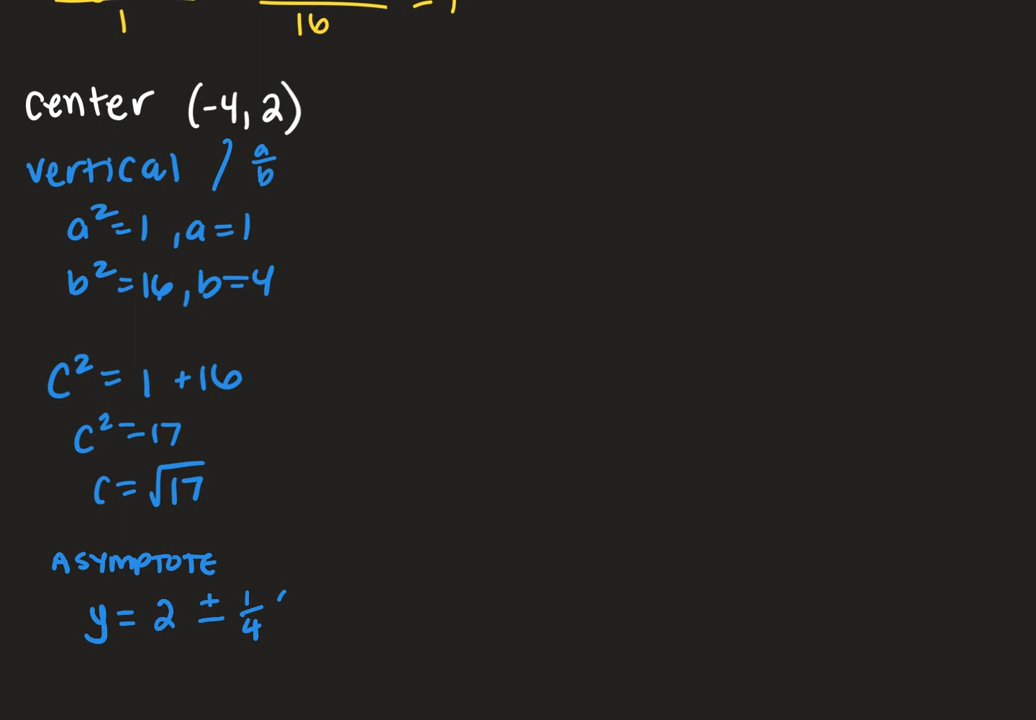 1 16 = 1
center (-4, 2)
vertical / a/b
a² = 1 , a = 1
b² = 16 , b = 4
c² = 1 + 16
c² = 17
c = √17
ASYMPTOTE
y = 2 ± 1/4 (